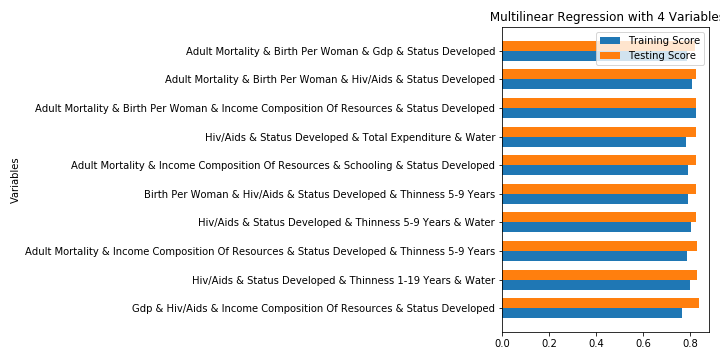 Multilinear Regression with 4 Variables
Training Score
Testing Score
Adult Mortality & Birth Per Woman & Gdp & Status Developed
Adult Mortality & Birth Per Woman & Hiv/Aids & Status Developed
Adult Mortality & Birth Per Woman & Income Composition Of Resources & Status Developed
Hiv/Aids & Status Developed & Total Expenditure & Water
Adult Mortality & Income Composition Of Resources & Schooling & Status Developed
Birth Per Woman & Hiv/Aids & Status Developed & Thinness 5-9 Years
Hiv/Aids & Status Developed & Thinness 5-9 Years & Water
Adult Mortality & Income Composition Of Resources & Status Developed & Thinness 5-9 Years
Hiv/Aids & Status Developed & Thinness 1-19 Years & Water
Gdp & Hiv/Aids & Income Composition Of Resources & Status Developed
Variables
0.0 0.2 0.4 0.6 0.8